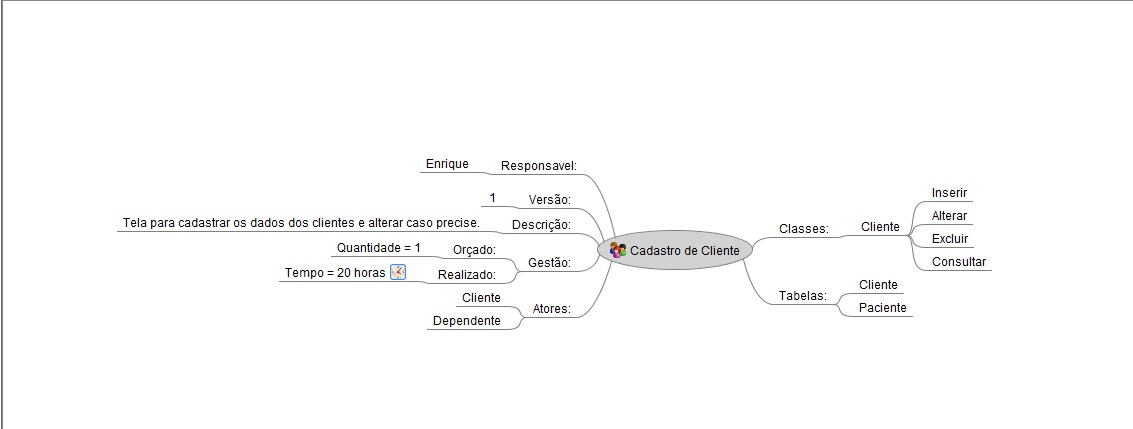 Enrique
Responsavel:
1
Versão:
Tela para cadastrar os dados dos clientes e alterar caso precise.
Descrição:
Quantidade = 1
Orçado:
Tempo = 20 horas
Realizado:
Gestão:
Cliente
Dependente
Atores:
Cadastro de Cliente
Classes:
Cliente
Inserir
Alterar
Excluir
Consultar
Tabelas:
Cliente
Paciente